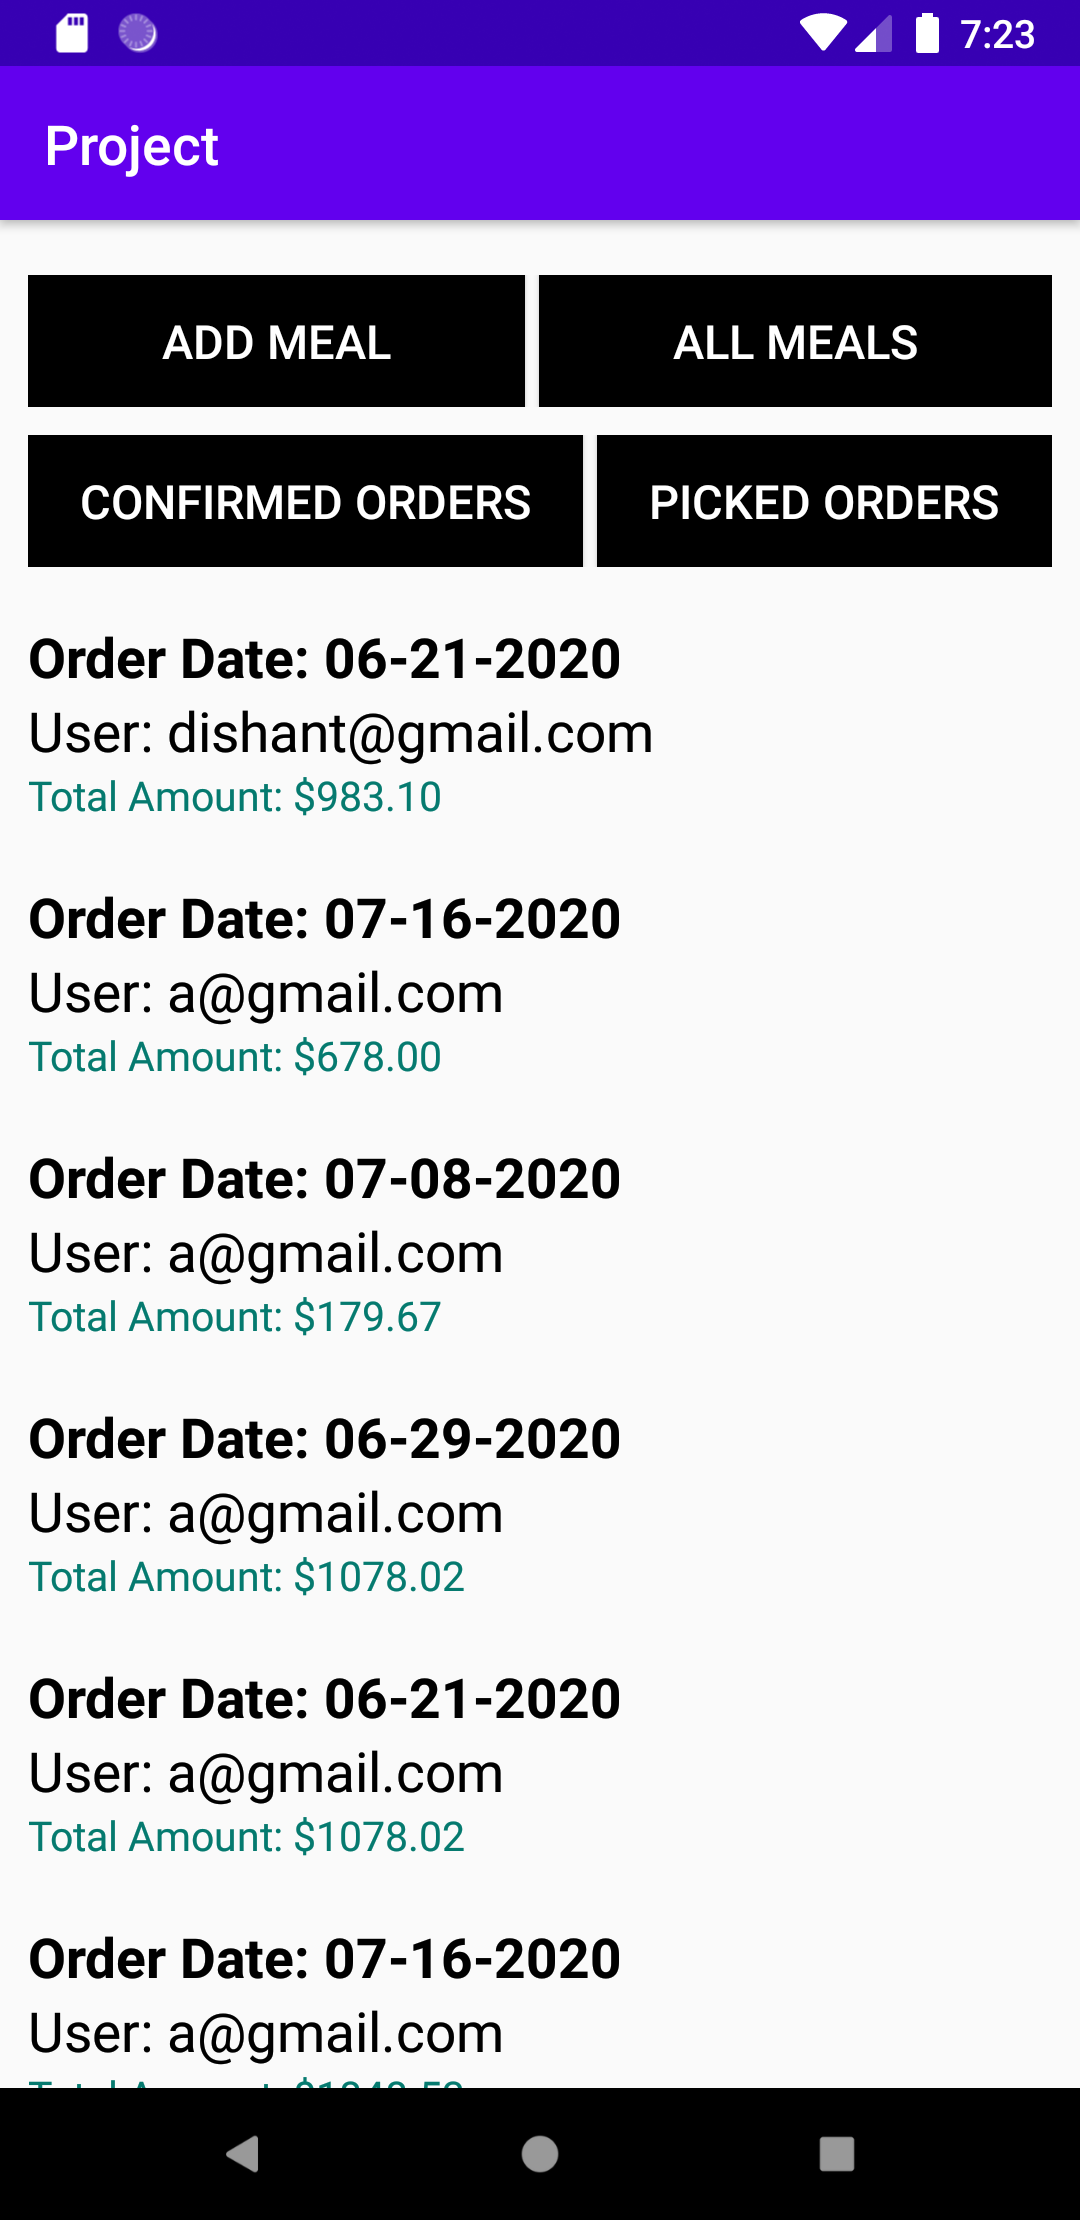 7:23
Project
ADD MEAL
ALL MEALS
CONFIRMED ORDERS
PICKED ORDERS
Order Date: 06-21-2020
User: dishant@gmail.com
Total Amount: $983.10
Order Date: 07-16-2020
User: a@gmail.com
Total Amount: $678.00
Order Date: 07-08-2020
User: a@gmail.com
Total Amount: $179.67
Order Date: 06-29-2020
User: a@gmail.com
Total Amount: $1078.02
Order Date: 06-21-2020
User: a@gmail.com
Total Amount: $1078.02
Order Date: 07-16-2020
User: a@gmail.com
Total Amount: